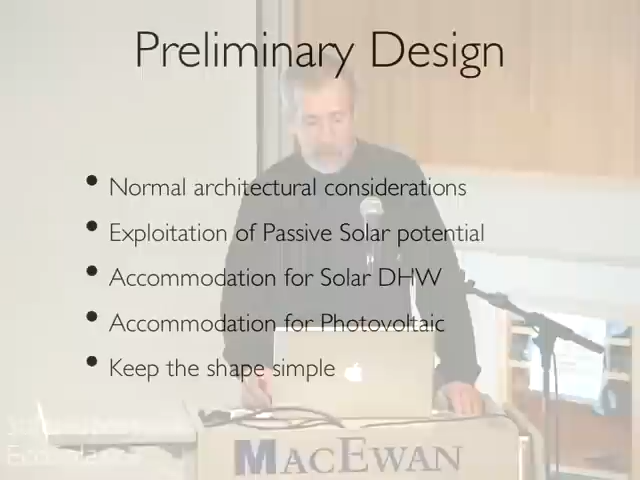 Preliminary Design
• Normal architectural considerations
• Exploitation of Passive Solar potential
• Accommodation for Solar DHW
• Accommodation for Photovoltaic
• Keep the shape simple
MACEWAN